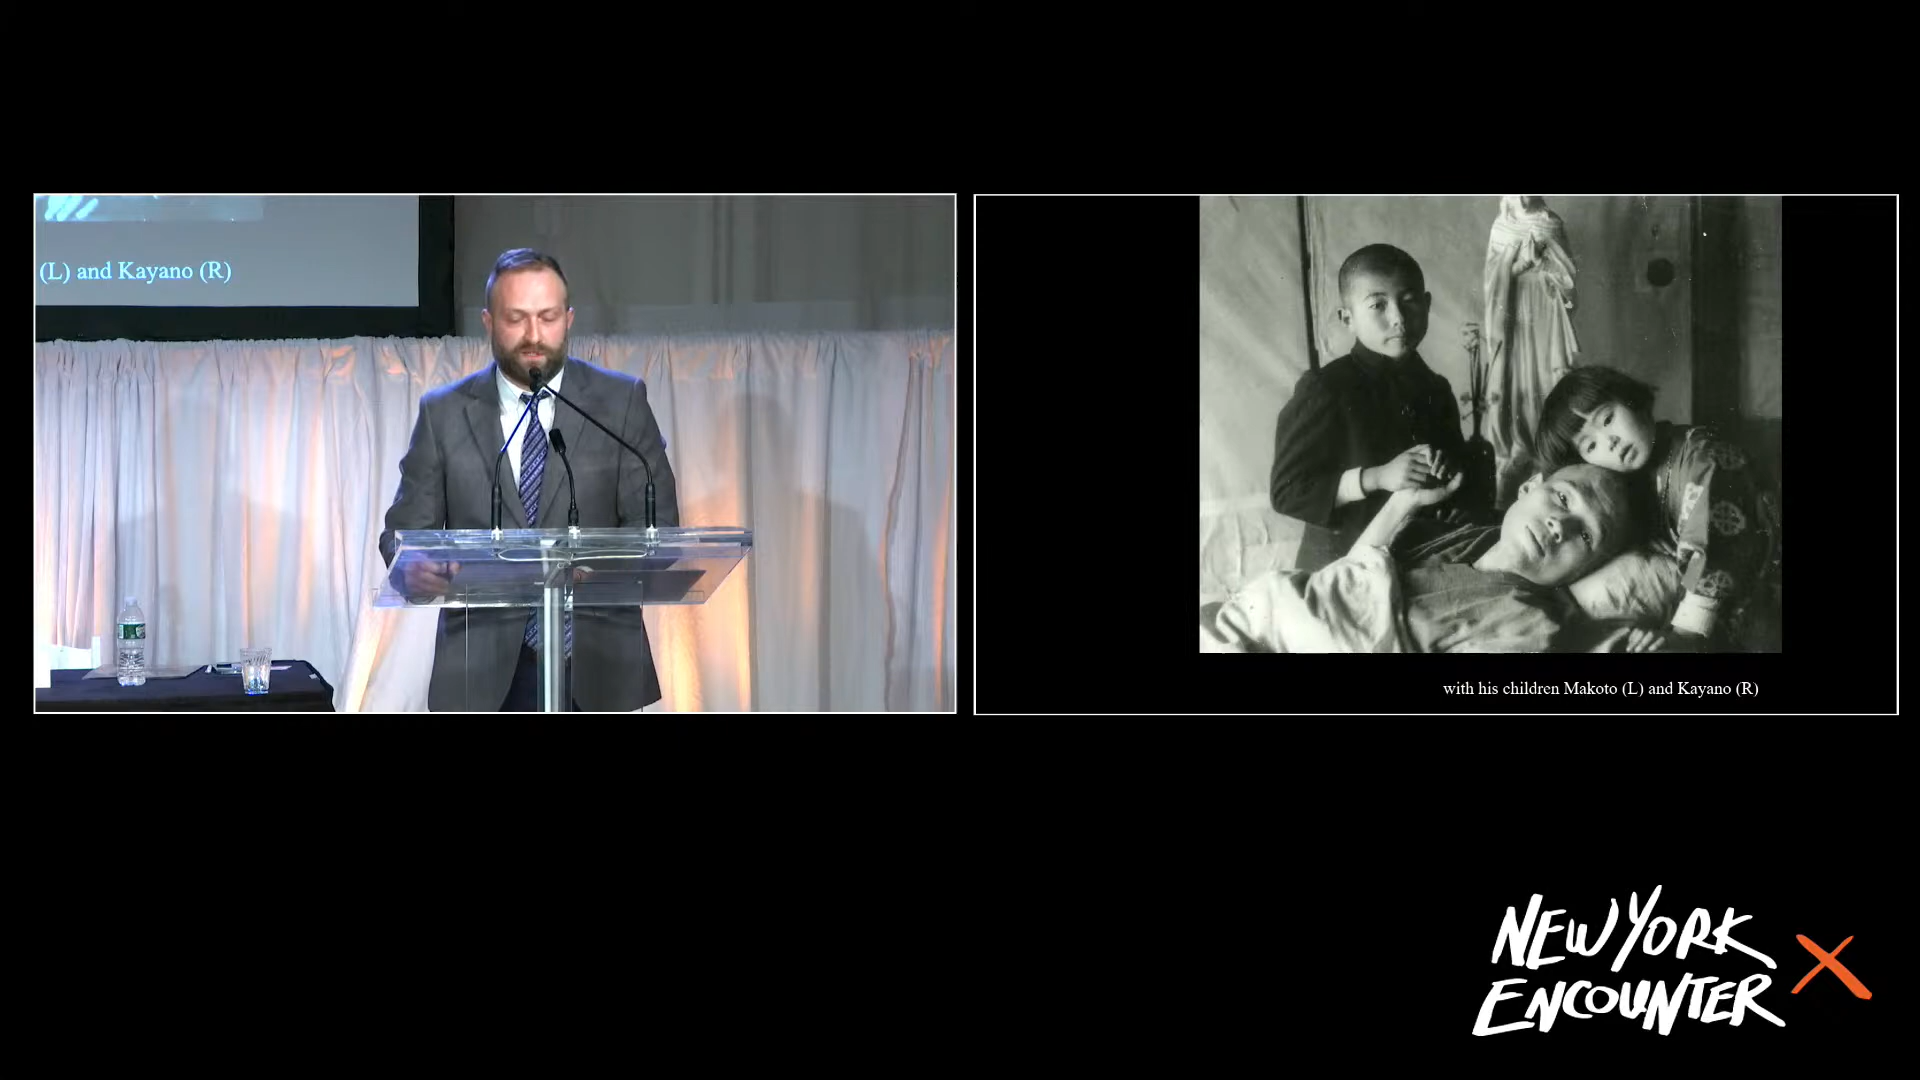 (L) and Kayano (R)
with his children Makoto (L) and Kayano (R)
NEW YORK
ENCOUNTER